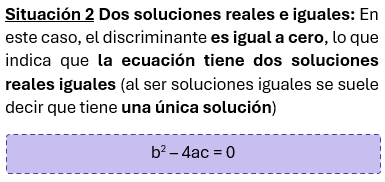 Situación 2 Dos soluciones reales e iguales: En
este caso, el discriminante es igual a cero, lo que
indica que la ecuación tiene dos soluciones
reales iguales (al ser soluciones iguales se suele
decir que tiene una única solución)
b² – 4ac = 0